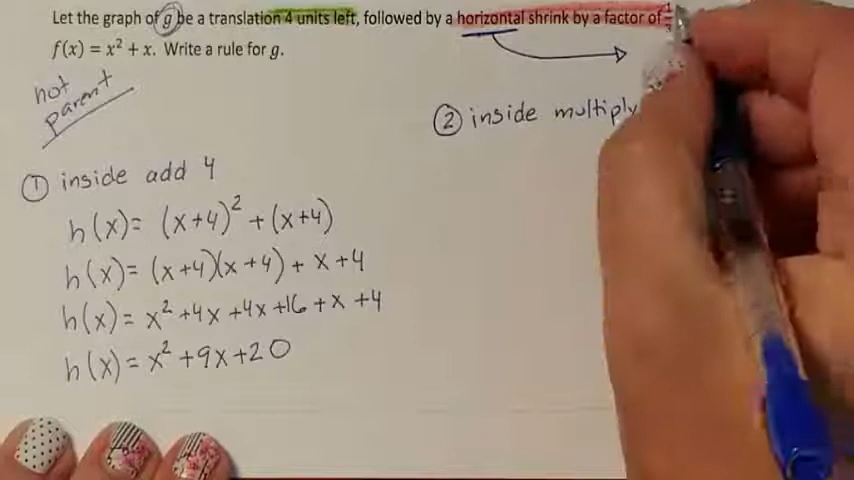 Let the graph of g be a translation 4 units left, followed by a horizontal shrink by a factor of
f(x) = x² + x. Write a rule for g.
not
parent
② inside multiply
① inside add 4
h(x) = (x+4)² + (x+4)
h(x) = (x+4)(x+4) + x +4
h(x) = x² +4x +4x +16 +x +4
h(x) = x² +9x +20